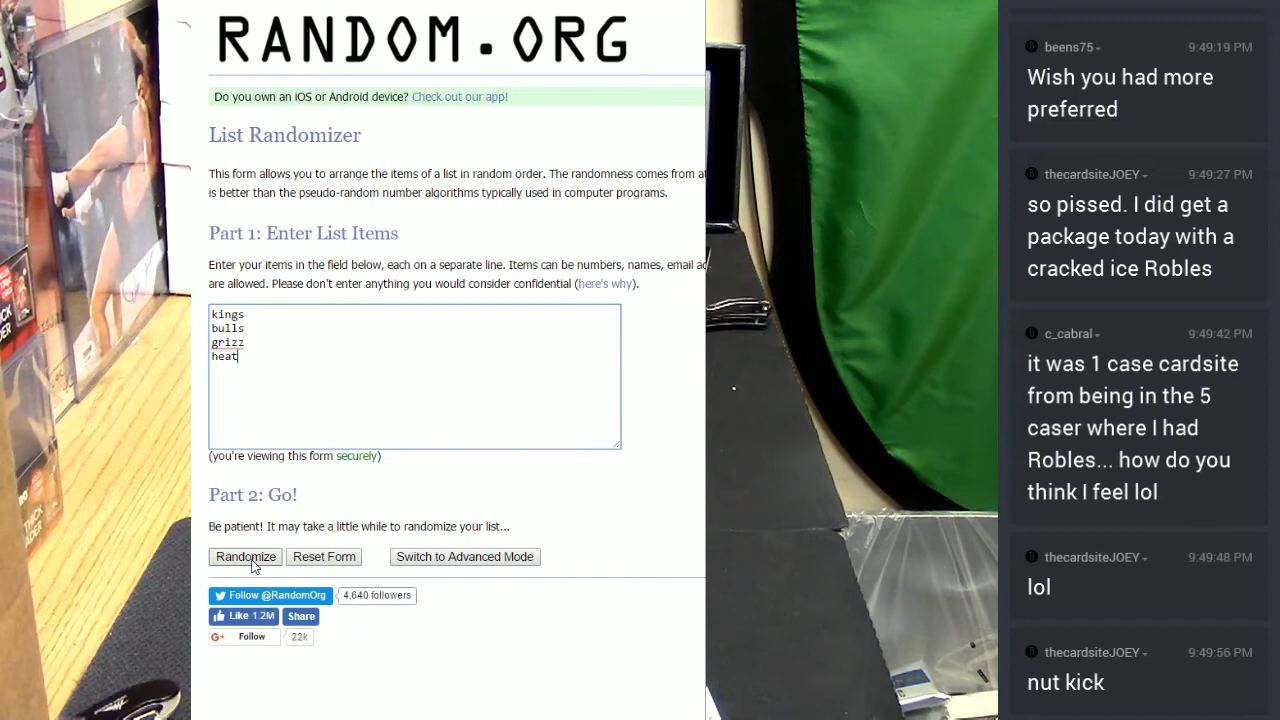 RANDOM.ORG
Do you own an iOS or Android device? Check out our app!
List Randomizer
This form allows you to arrange the items of a list in random order. The randomness comes from
is better than the pseudo-random number algorithms typically used in computer programs.
Part 1: Enter List Items
Enter your items in the field below, each on a separate line. Items can be numbers, names, email
are allowed. Please don't enter anything you would consider confidential (here's why).
kings
bulls
grizz
heat
(you're viewing this form securely)
Part 2: Go!
Be patient! It may take a little while to randomize your list...
Randomize Reset Form Switch to Advanced Mode
Follow @RandomOrg 4,640 followers
Like 1.2M Share
G+ Follow 22k
beens75 9:49:19 PM
Wish you had more
preferred
thecardsiteJOEY 9:49:27 PM
so pissed. I did get a
package today with a
cracked ice Robles
c_cabral 9:49:42 PM
it was 1 case cardsite
from being in the 5
caser where I had
Robles... how do you
think I feel lol
thecardsiteJOEY 9:49:48 PM
lol
thecardsiteJOEY 9:49:56 PM
nut kick